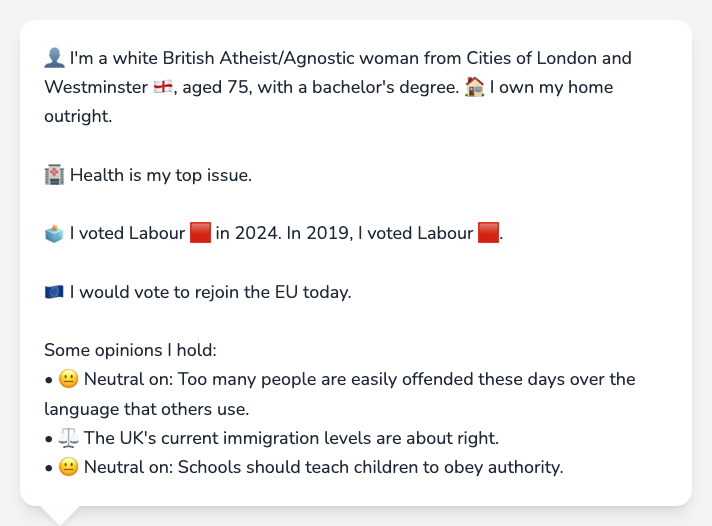 👤 I'm a white British Atheist/Agnostic woman from Cities of London and
Westminster 🏴󠁧󠁢󠁥󠁮󠁧󠁿, aged 75, with a bachelor's degree. 🏠 I own my home
outright.
🏥 Health is my top issue.
🗳️ I voted Labour 🟥 in 2024. In 2019, I voted Labour 🟥.
🇪🇺 I would vote to rejoin the EU today.
Some opinions I hold:
• 😐 Neutral on: Too many people are easily offended these days over the
language that others use.
• ⚖️ The UK's current immigration levels are about right.
• 😐 Neutral on: Schools should teach children to obey authority.